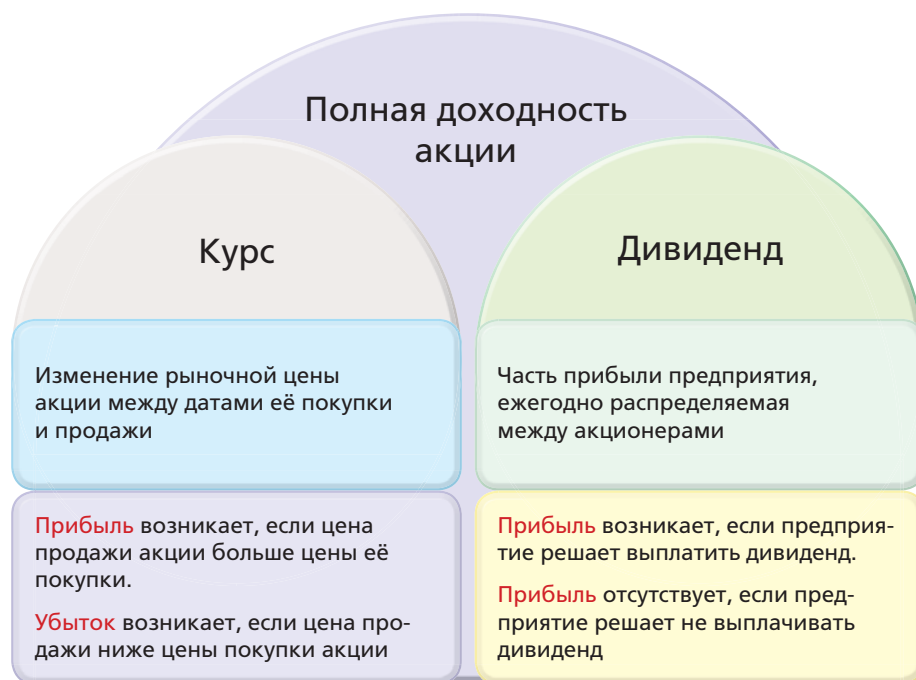 Полная доходность
акции
Курс
Изменение рыночной цены
акции между датами её покупки
и продажи
Прибыль возникает, если цена
продажи акции больше цены её
покупки.
Убыток возникает, если цена про-
дажи ниже цены покупки акции
Дивиденд
Часть прибыли предприятия,
ежегодно распределяемая
между акционерами
Прибыль возникает, если предприя-
тие решает выплатить дивиденд.
Прибыль отсутствует, если пред-
приятие решает не выплачивать
дивиденд